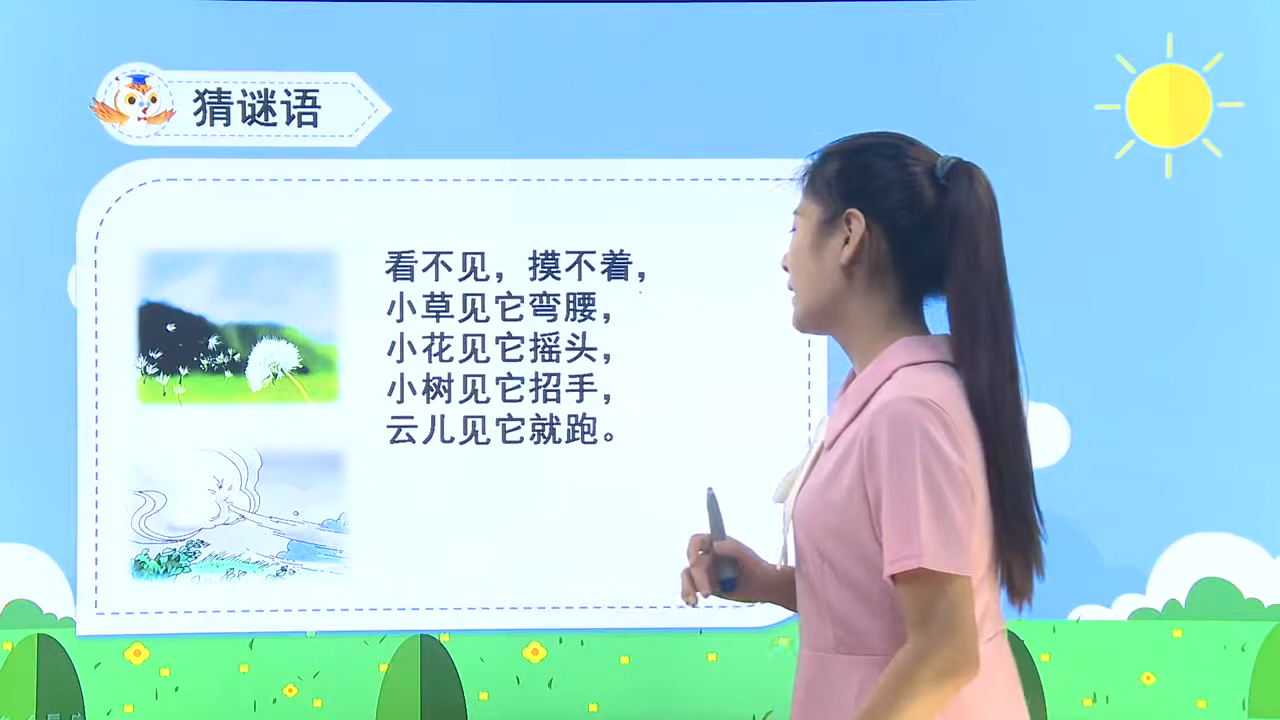 猜谜语
看不见，摸不着，
小草见它弯腰，
小花见它摇头，
小树见它招手，
云儿见它就跑。